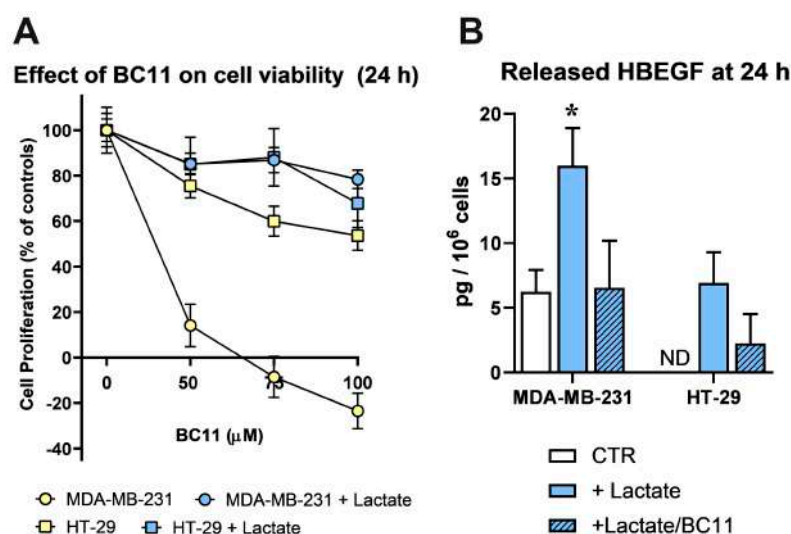 A
Effect of BC11 on cell viability (24 h)
Cell Proliferation (% of controls)
100
80
60
40
20
0
-20
-40
0 50 75 100
BC11 (μM)
MDA-MB-231 MDA-MB-231 + Lactate
HT-29 HT-29 + Lactate
B
Released HBEGF at 24 h
pg / 10⁶ cells
20
15
10
5
0
*
ND
MDA-MB-231 HT-29
CTR
+ Lactate
+Lactate/BC11